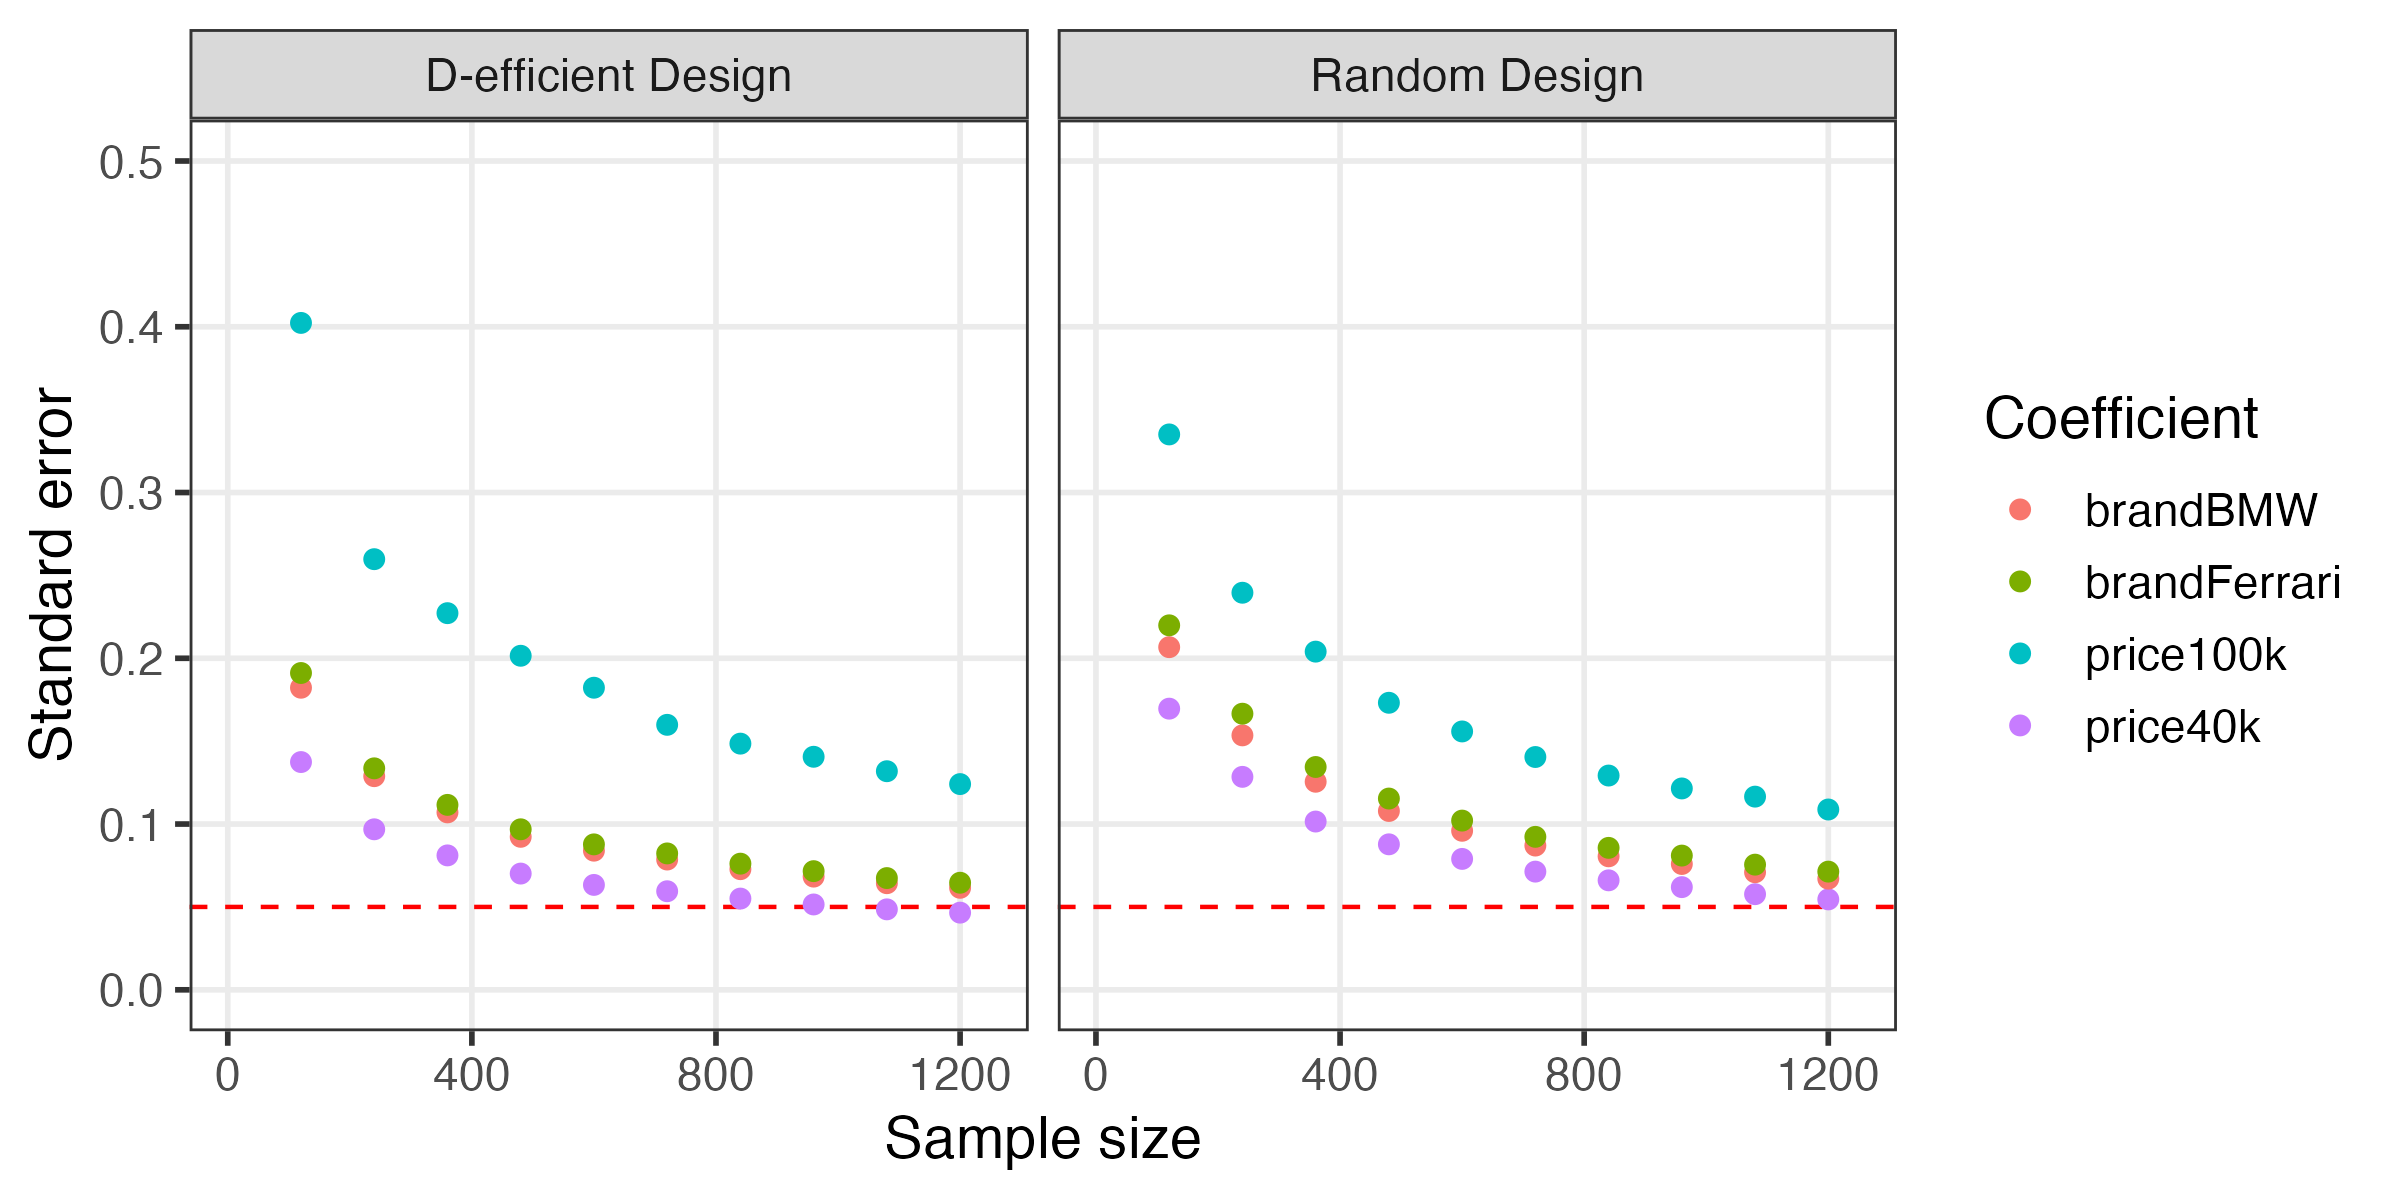 D-efficient Design
Random Design
Standard error
0.5
0.4
0.3
0.2
0.1
0.0
0 400 800 1200
0 400 800 1200
Sample size
Coefficient
brandBMW
brandFerrari
price100k
price40k